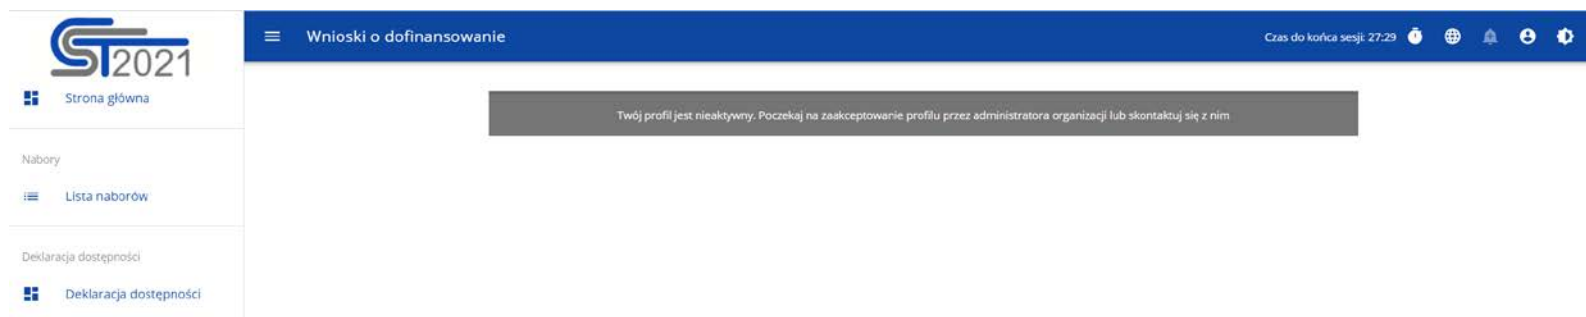 CST2021
Wnioski o dofinansowanie
Czas do końca sesji: 27:29
Strona główna
Twój profil jest nieaktywny. Poczekaj na zaakceptowanie profilu przez administratora organizacji lub skontaktuj się z nim
Nabory
Lista naborów
Deklaracja dostępności
Deklaracja dostępności